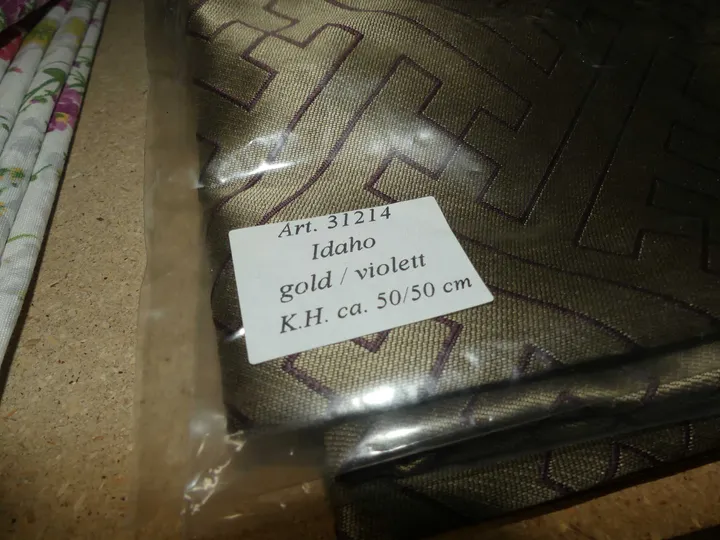 Art. 31214
Idaho
gold / violett
K.H. ca. 50/50 cm